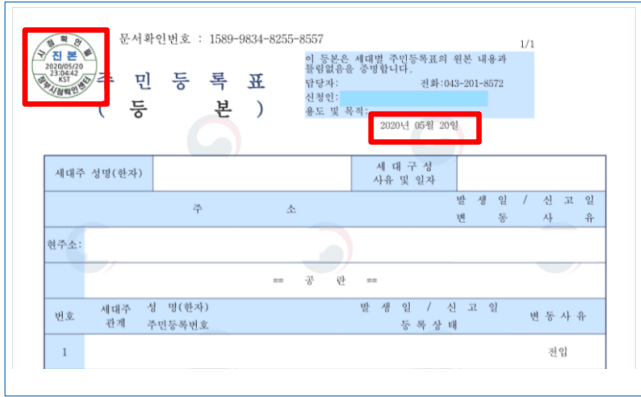 문서확인번호 : 1589-9834-8255-8557
1/1
시점확인필
진본
2020/05/20
23:04:42
KST
정부시점확인센터
주 민 등 록 표
( 등 본 )
이 등본은 세대별 주민등록표의 원본 내용과
틀림없음을 증명합니다.
담당자: 전화:043-201-8572
신청인:
용도 및 목적:
2020년 05월 20일
세대주 성명(한자)
세 대 구 성
사유 및 일자
주 소
발 생 일 / 신 고 일
변 동 사 유
현주소:
== 공 란 ==
번호
세대주
관계
성 명(한자)
주민등록번호
발 생 일 / 신 고 일
등 록 상 태
변 동 사 유
1
전입